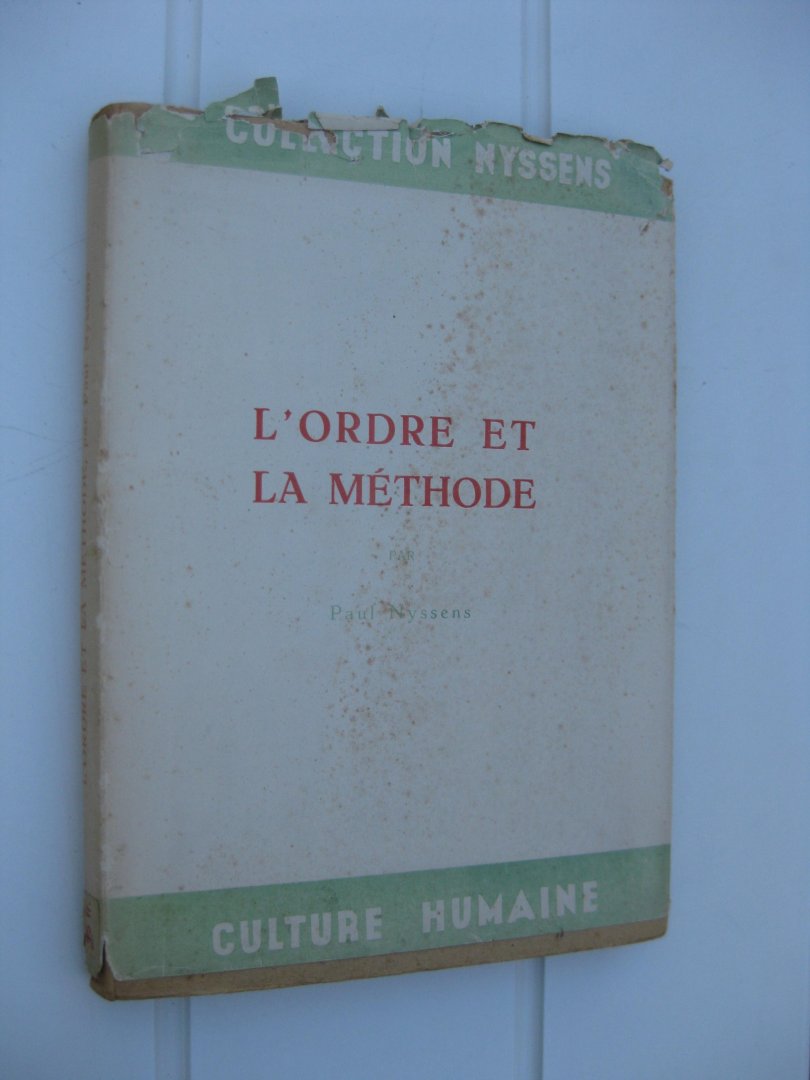 COLLECTION NYSSENS
L'ORDRE ET
LA MÉTHODE
PAR
Paul Nyssens
CULTURE HUMAINE